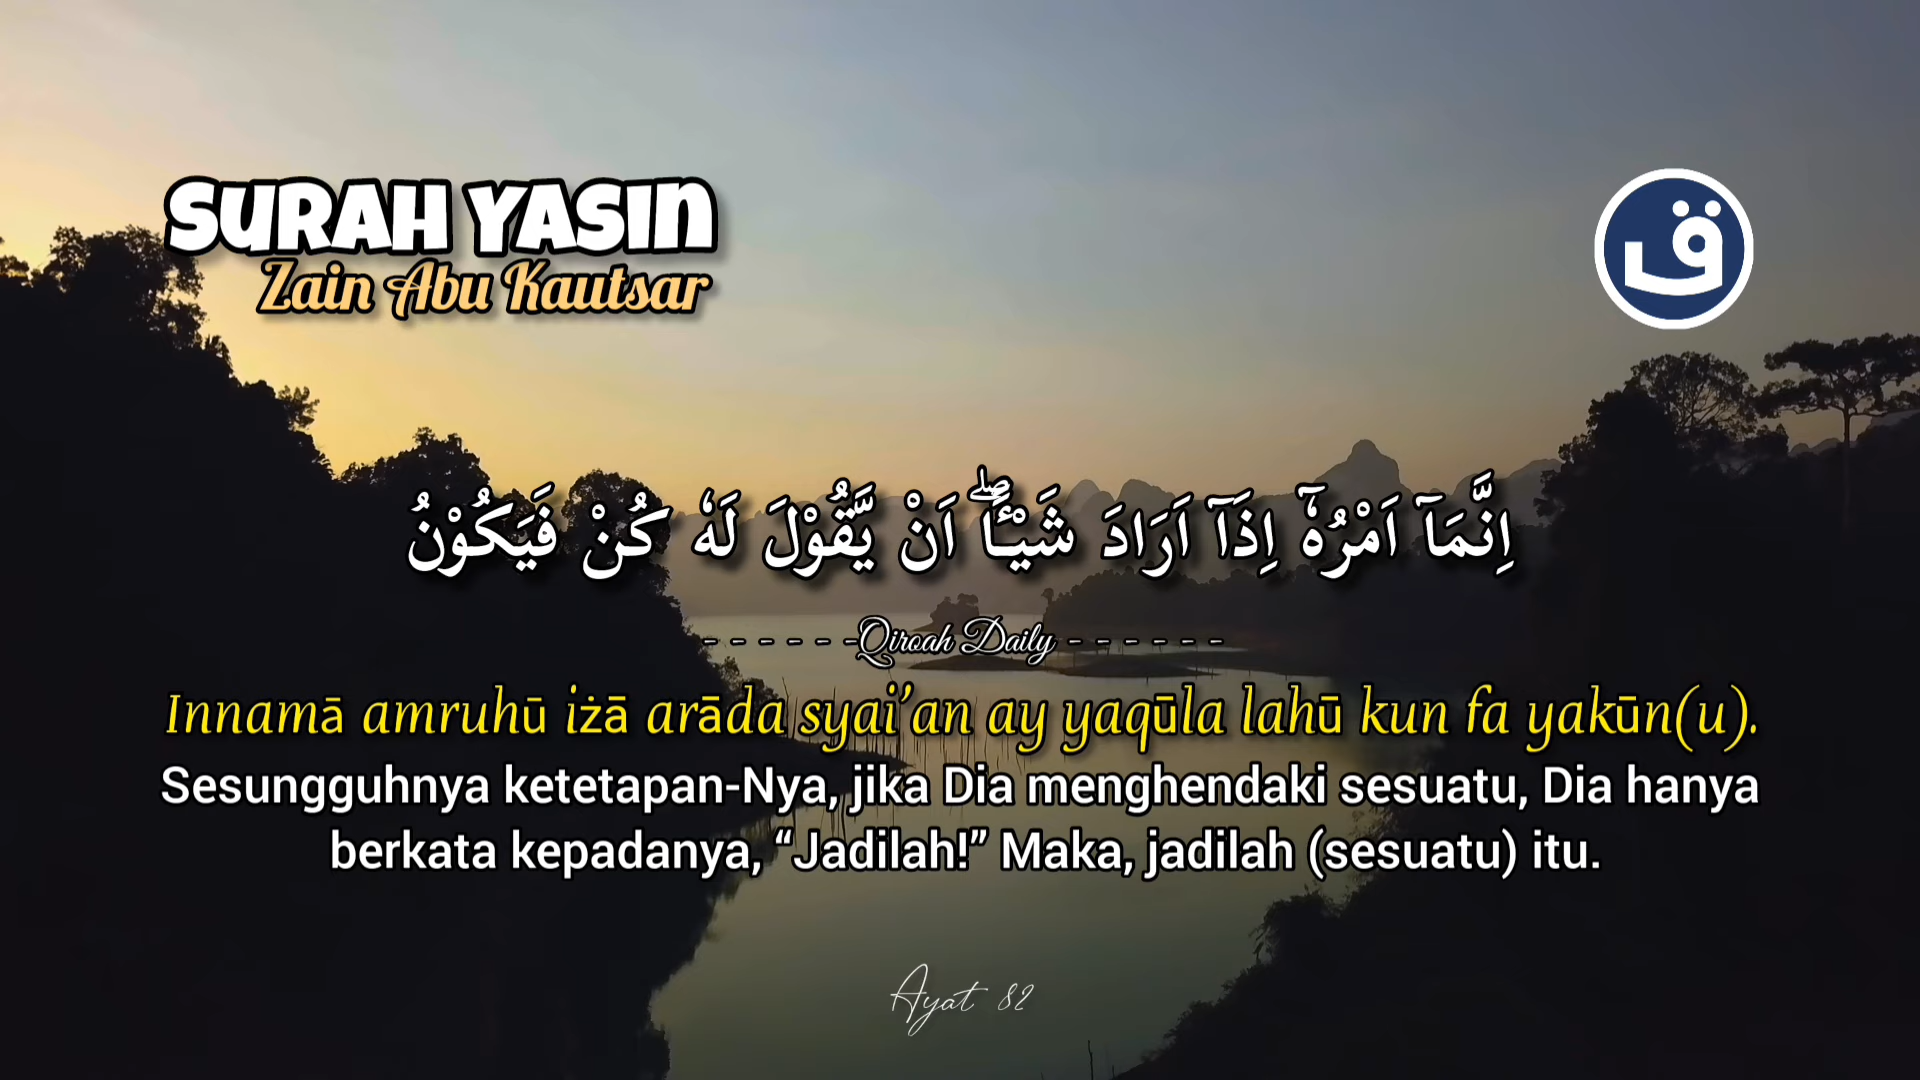 SURAH YASIN
Zain Abu Kautsar
ق
اِنَّمَآ اَمْرُهٗٓ اِذَآ اَرَادَ شَيْـًٔاۖ اَنْ يَّقُوْلَ لَهٗ كُنْ فَيَكُوْنُ
------Qiroah Daily------
Innamā amruhū iżā arāda syai’an ay yaqūla lahū kun fa yakūn(u).
Sesungguhnya ketetapan-Nya, jika Dia menghendaki sesuatu, Dia hanya
berkata kepadanya, “Jadilah!” Maka, jadilah (sesuatu) itu.
Ayat 82